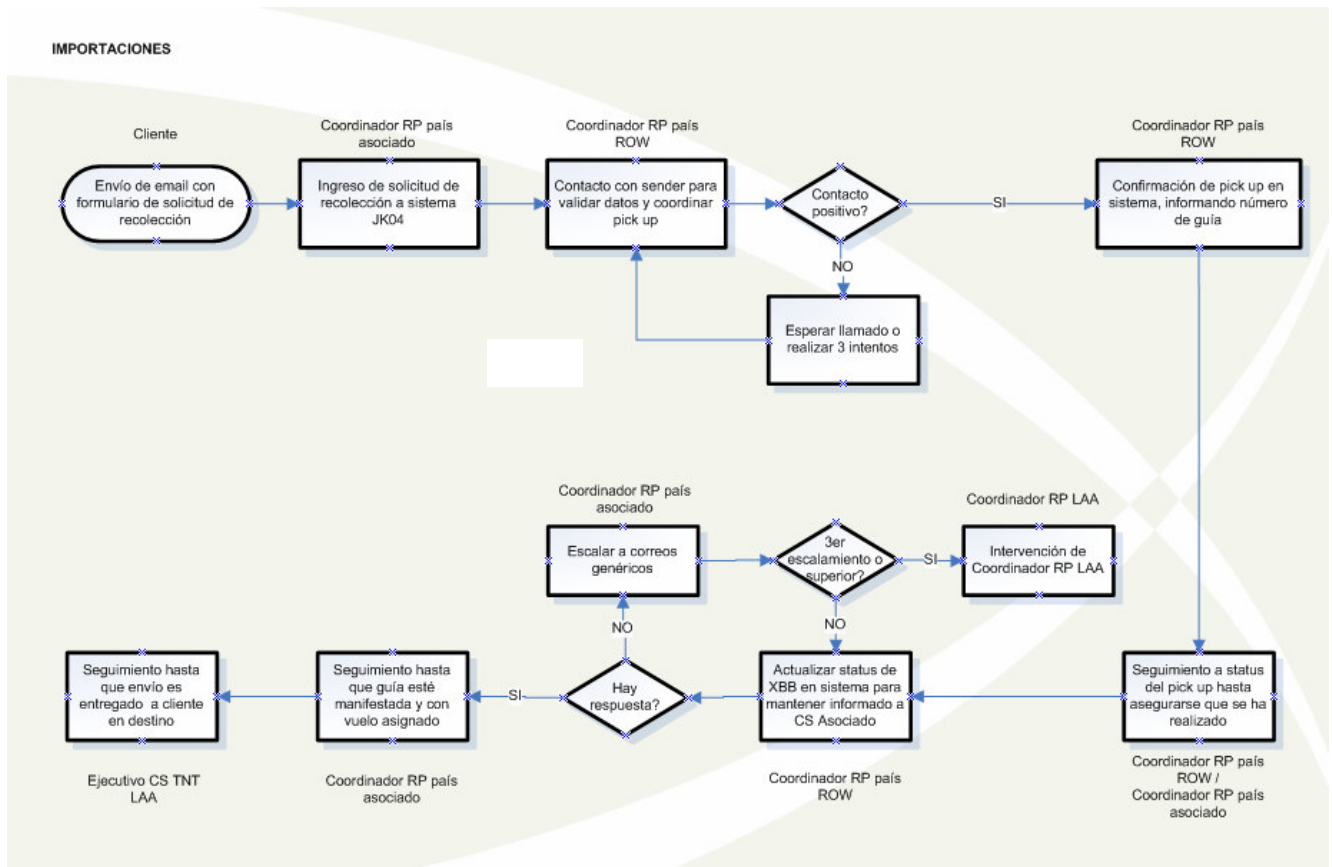 IMPORTACIONES
Cliente
Envío de email con
formulario de solicitud de
recolección
Coordinador RP país
asociado
Ingreso de solicitud de
recolección a sistema
JK04
Coordinador RP país
ROW
Contacto con sender para
validar datos y coordinar
pick up
Contacto
positivo?
SI
NO
Esperar llamado o
realizar 3 intentos
Coordinador RP país
ROW
Confirmación de pick up en
sistema, informando número
de guía
Coordinador RP país
asociado
Escalar a correos
genéricos
3er
escalamiento o
superior?
SI
NO
Coordinador RP LAA
Intervención de
Coordinador RP LAA
NO
Seguimiento hasta
que envío es
entregado a cliente
en destino
Ejecutivo CS TNT
LAA
Seguimiento hasta
que guía esté
manifestada y con
vuelo asignado
Coordinador RP país
asociado
SI
Hay
respuesta?
Actualizar status de
XBB en sistema para
mantener informado a
CS Asociado
Coordinador RP país
ROW
Seguimiento a status
del pick up hasta
asegurarse que se ha
realizado
Coordinador RP país
ROW /
Coordinador RP país
asociado